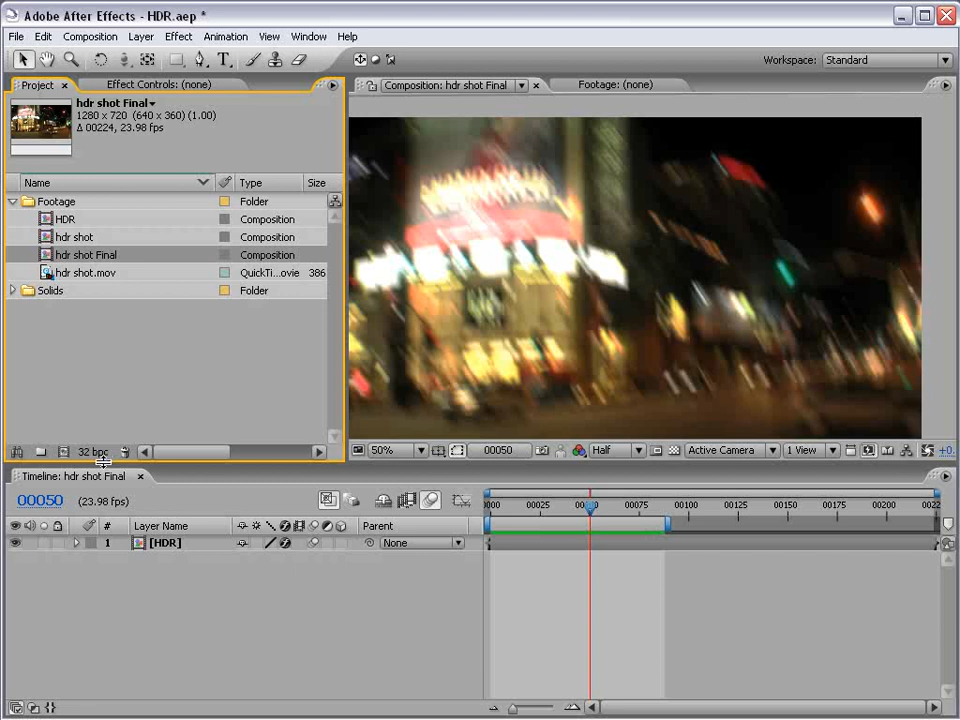 Adobe After Effects - HDR.aep *
File Edit Composition Layer Effect Animation View Window Help
Workspace: Standard
Project × Effect Controls: (none)
Composition: hdr shot Final × Footage: (none)
hdr shot Final
1280 x 720 (640 x 360) (1.00)
Δ 00224, 23.98 fps
Name Type Size
Footage Folder
HDR Composition
hdr shot Composition
hdr shot Final Composition
hdr shot.mov QuickTi...ovie 386
Solids Folder
32 bpc
50% 00050 Half Active Camera 1 View +0.
Timeline: hdr shot Final ×
00050 (23.98 fps)
0000 00025 00075 00100 00125 00150 00175 00200 0022
# Layer Name Parent
1 [HDR] None